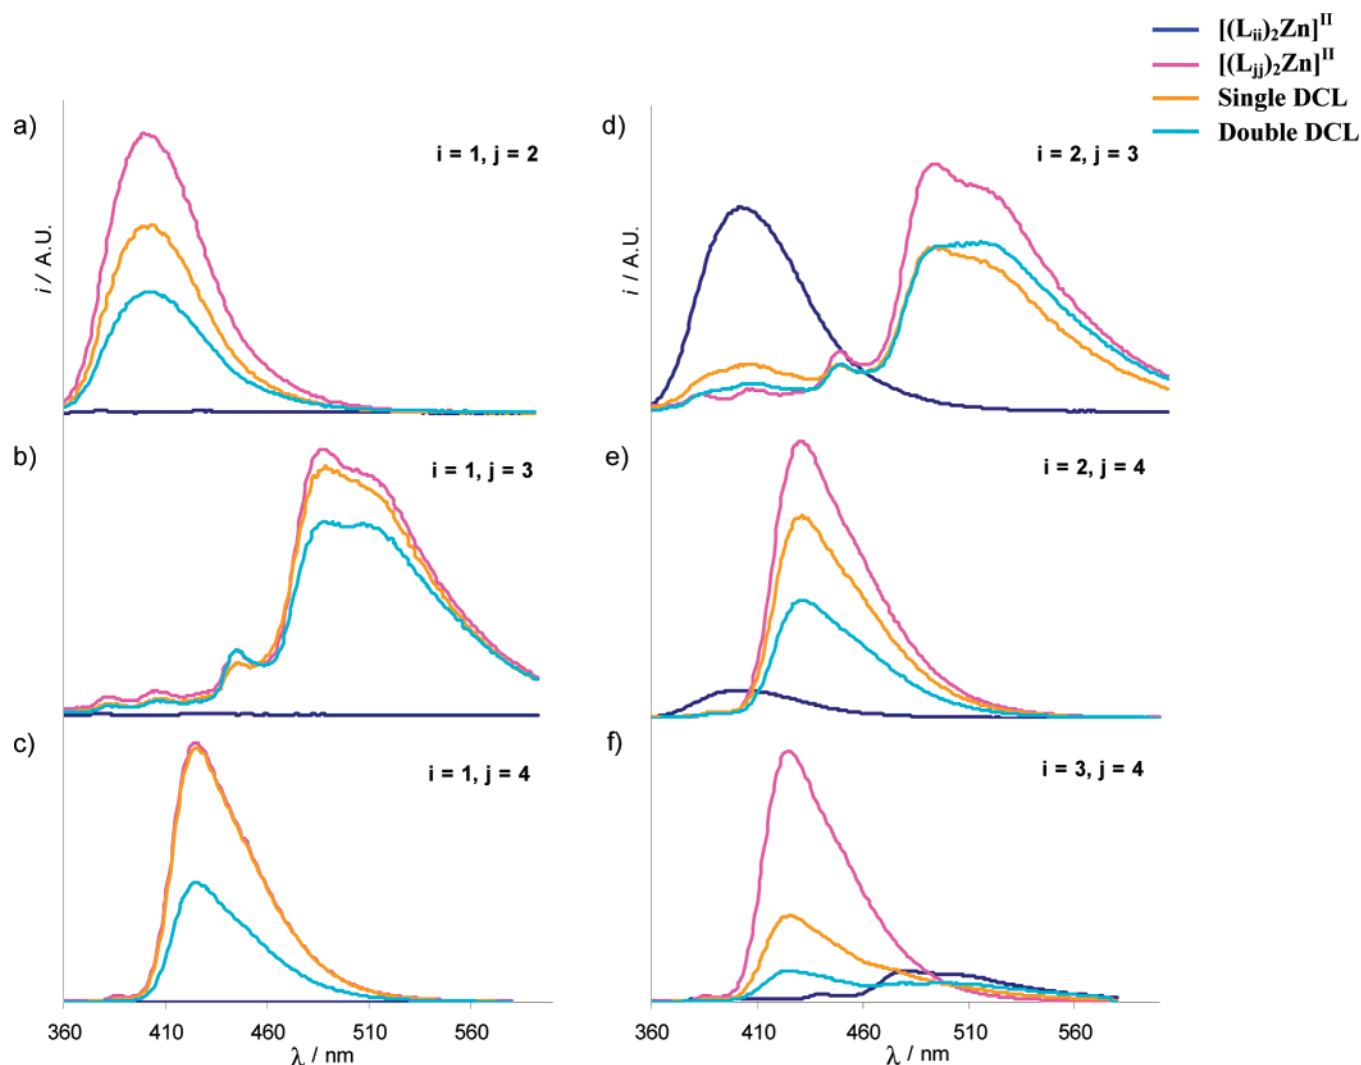 [(Lᵢᵢ)₂Zn]ᴵᴵ
[(Lⱼⱼ)₂Zn]ᴵᴵ
Single DCL
Double DCL
a)
i = 1, j = 2
i / A.U.
d)
i = 2, j = 3
i / A.U.
b)
i = 1, j = 3
e)
i = 2, j = 4
c)
i = 1, j = 4
f)
i = 3, j = 4
360 410 460 510 560
λ / nm
360 410 460 510 560
λ / nm